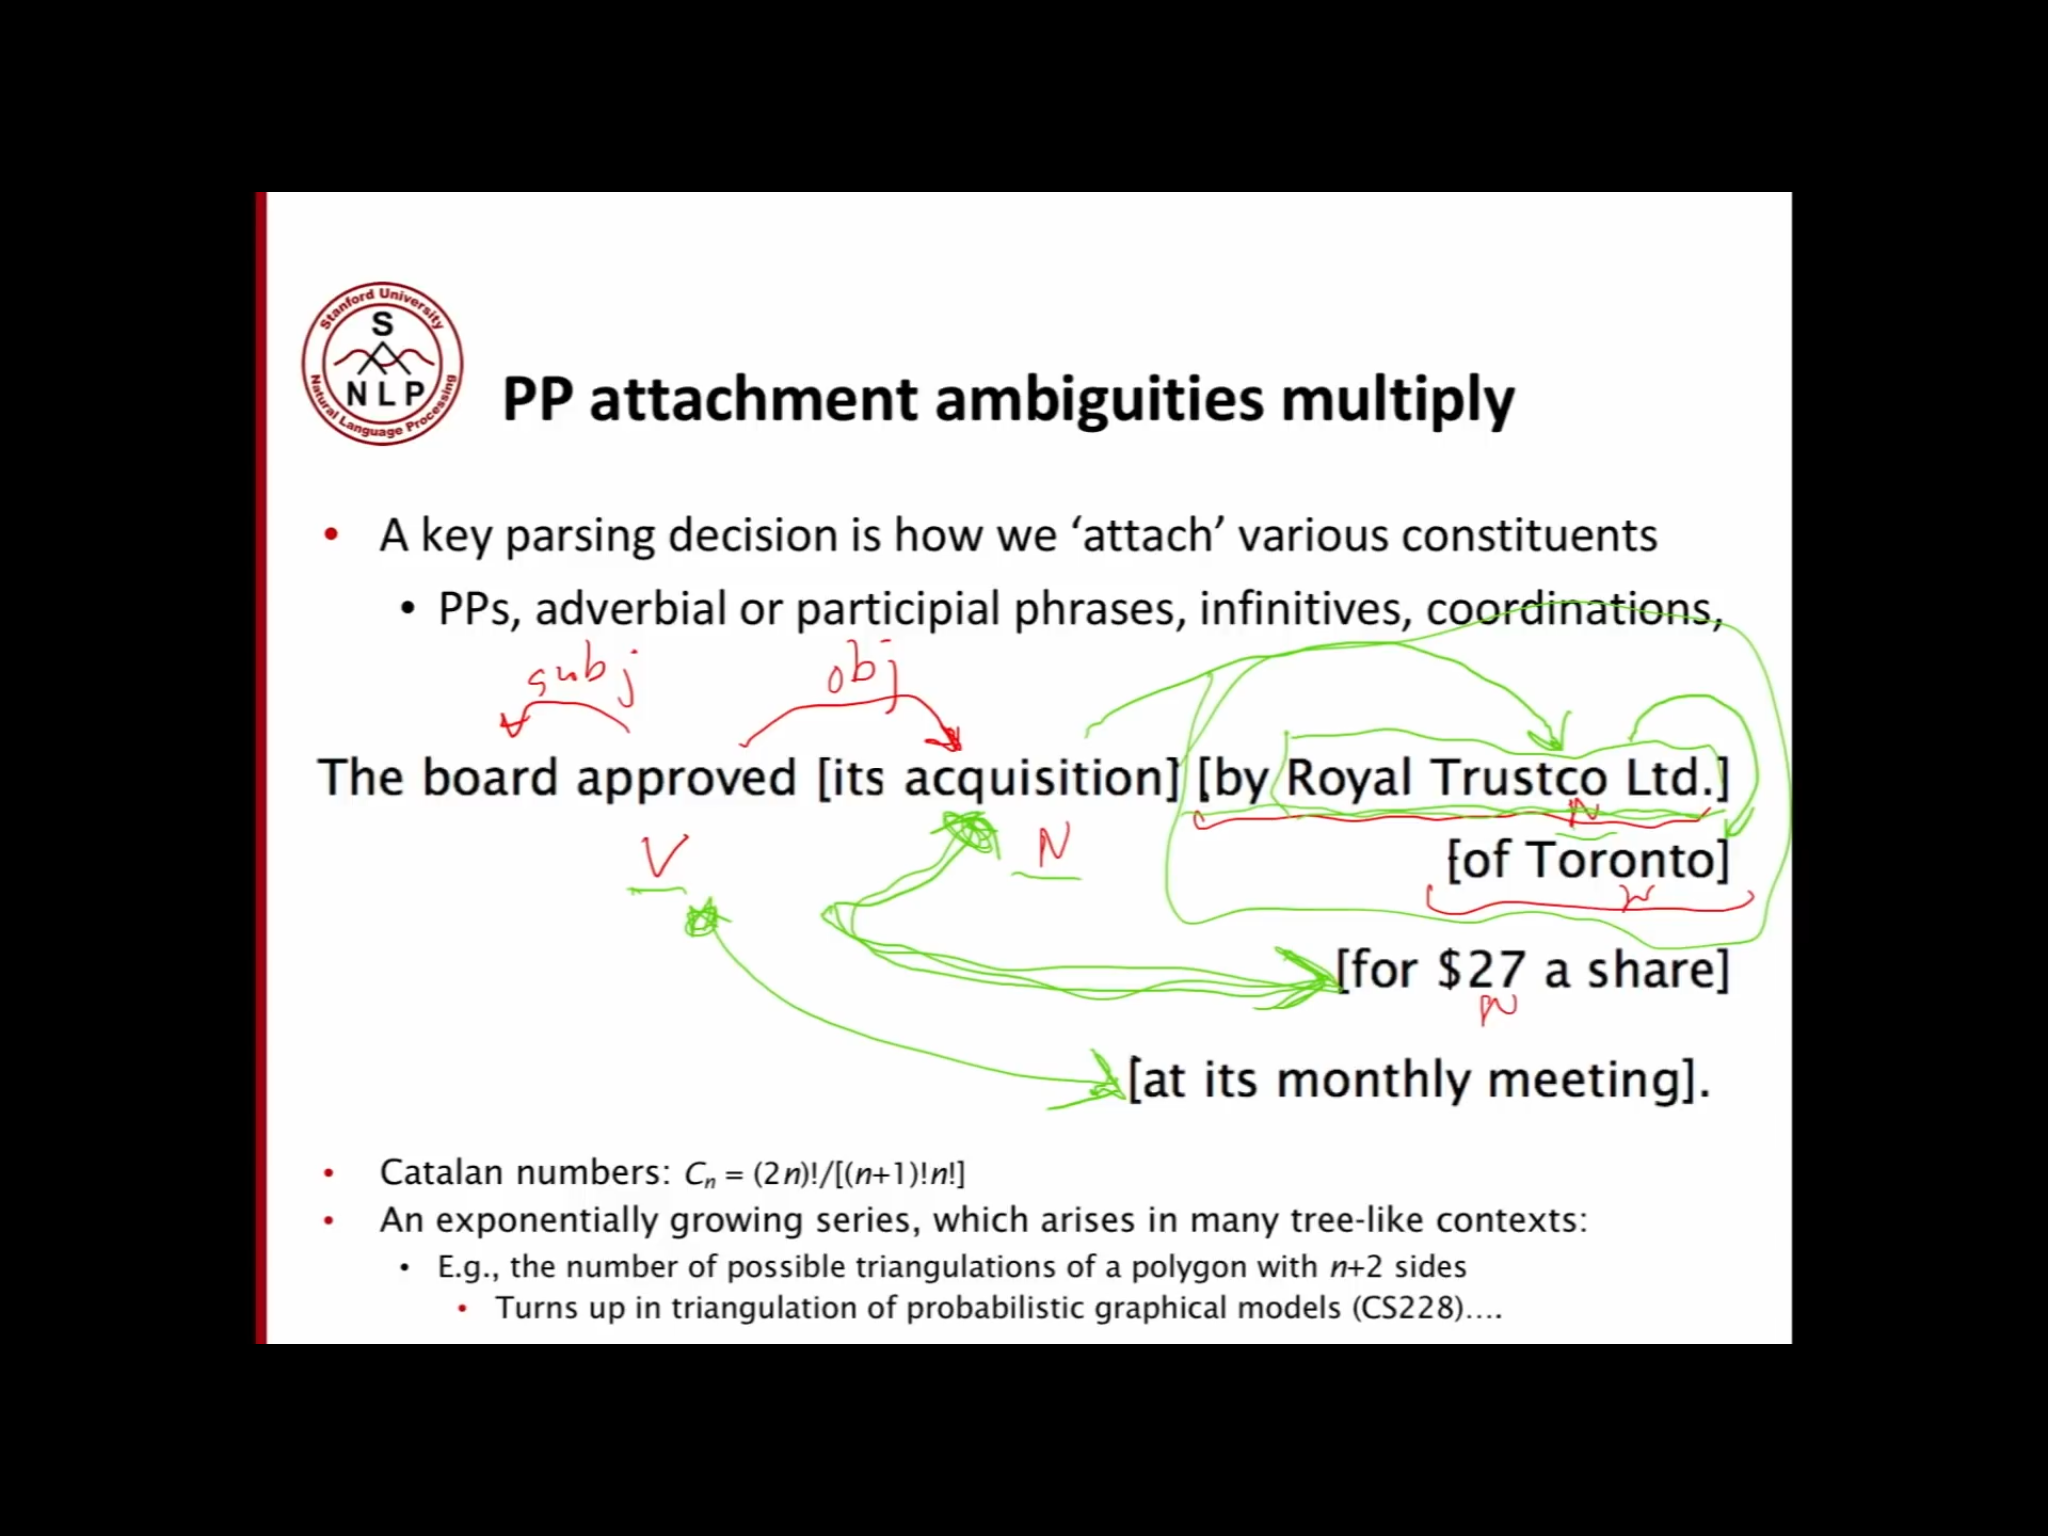 Stanford University
S
NLP
Natural Language Processing
PP attachment ambiguities multiply
• A key parsing decision is how we ‘attach’ various constituents
• PPs, adverbial or participial phrases, infinitives, coordinations,
subj obj
The board approved [its acquisition] [by Royal Trustco Ltd.]
V N N
[of Toronto]
N
[for $27 a share]
N
[at its monthly meeting].
• Catalan numbers: Cₙ = (2n)!/[(n+1)!n!]
• An exponentially growing series, which arises in many tree-like contexts:
• E.g., the number of possible triangulations of a polygon with n+2 sides
• Turns up in triangulation of probabilistic graphical models (CS228)....